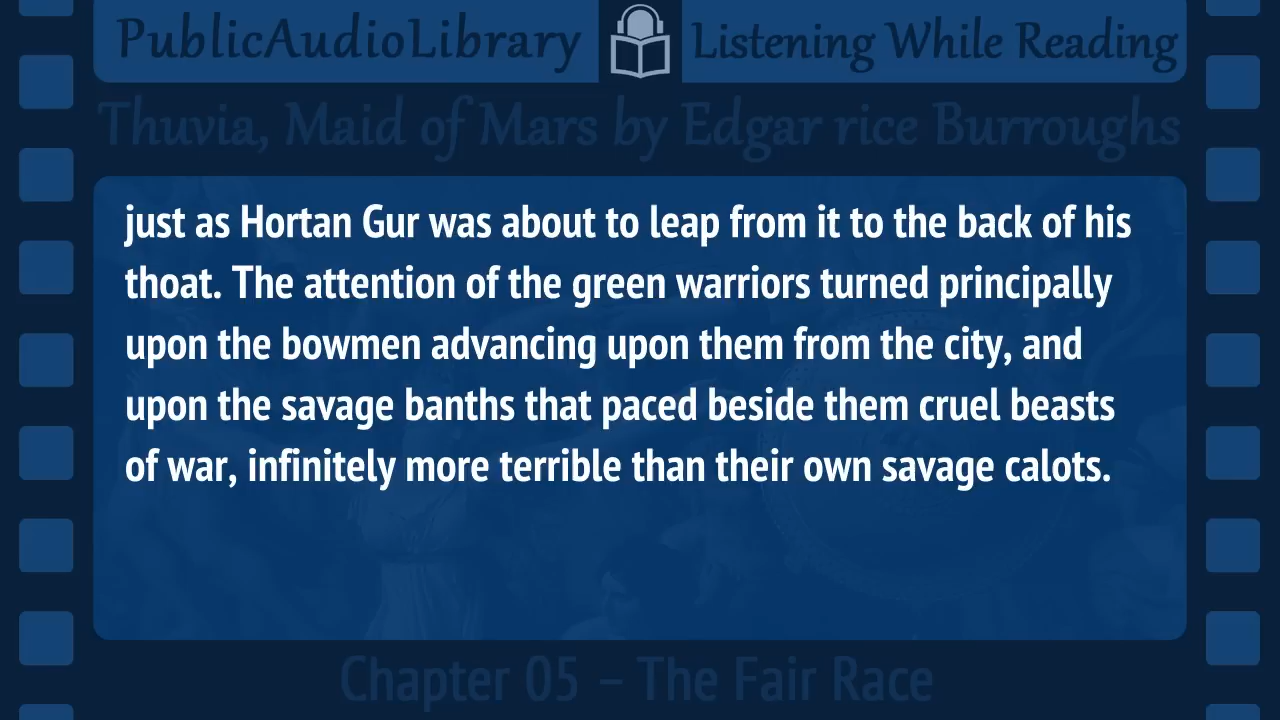 PublicAudioLibrary Listening While Reading
Thuvia, Maid of Mars by Edgar rice Burroughs
just as Hortan Gur was about to leap from it to the back of his
thoat. The attention of the green warriors turned principally
upon the bowmen advancing upon them from the city, and
upon the savage banths that paced beside them cruel beasts
of war, infinitely more terrible than their own savage calots.
Chapter 05 – The Fair Race